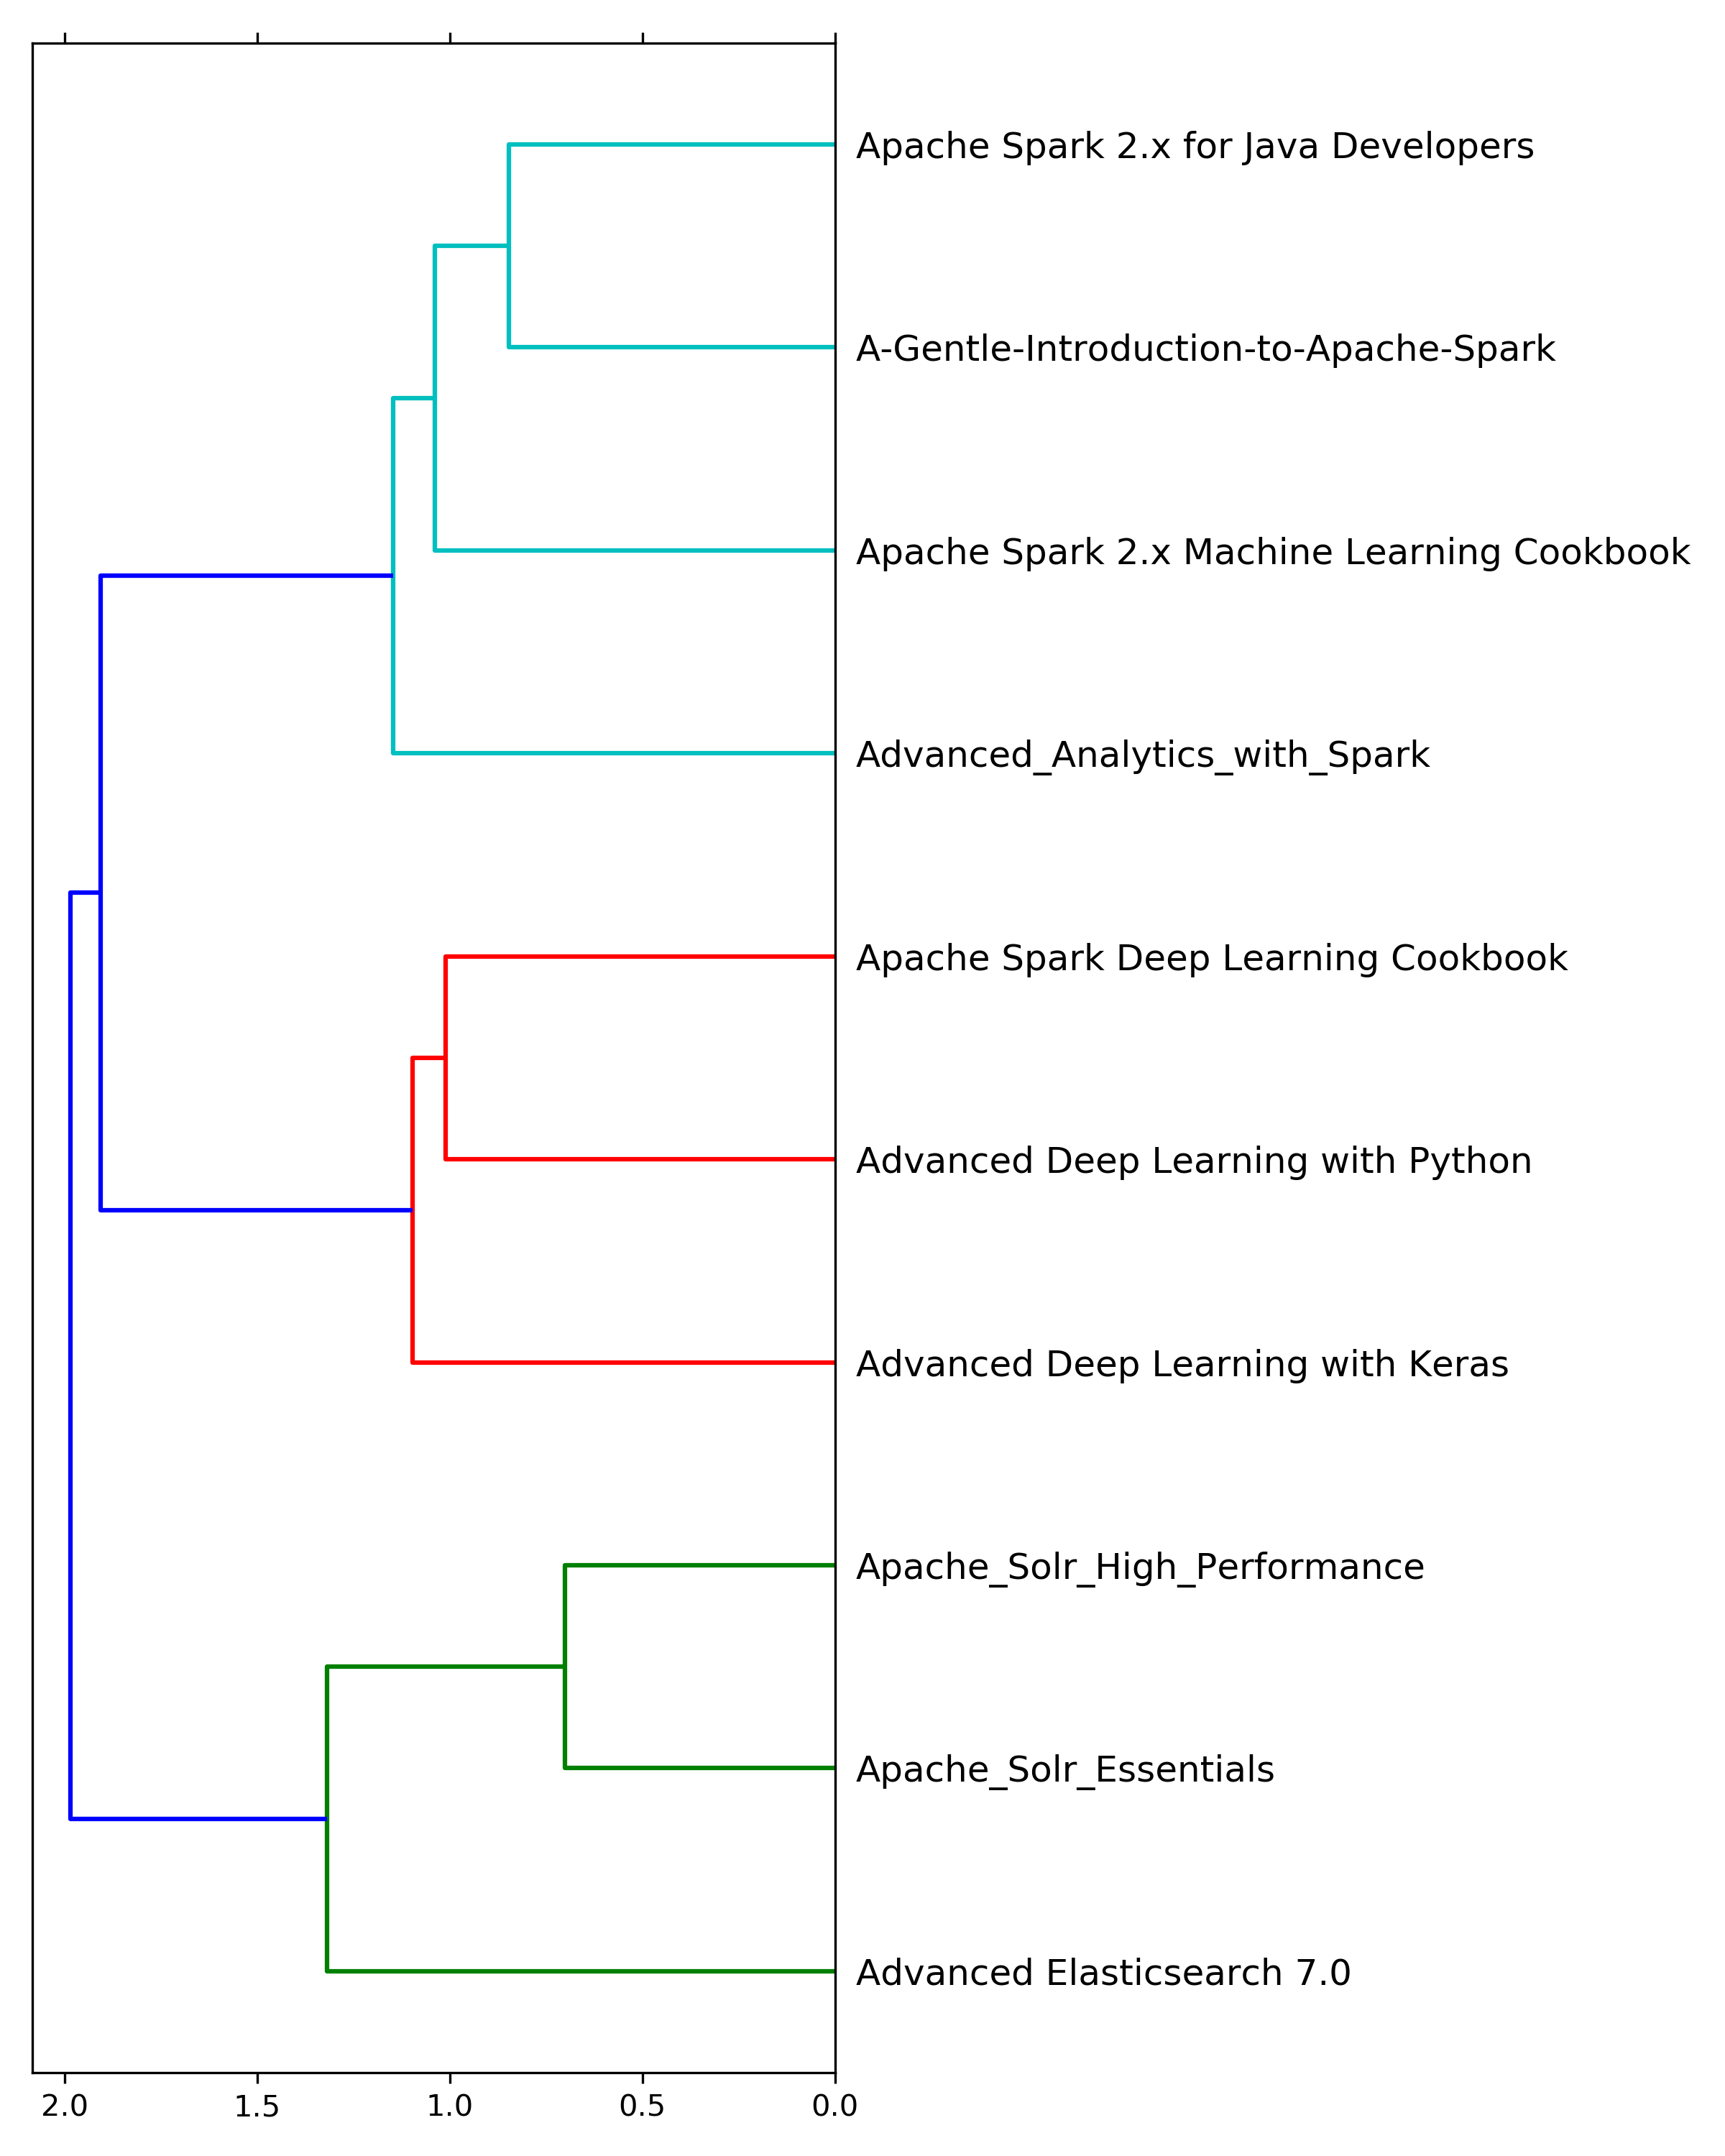 Apache Spark 2.x for Java Developers
A-Gentle-Introduction-to-Apache-Spark
Apache Spark 2.x Machine Learning Cookbook
Advanced_Analytics_with_Spark
Apache Spark Deep Learning Cookbook
Advanced Deep Learning with Python
Advanced Deep Learning with Keras
Apache_Solr_High_Performance
Apache_Solr_Essentials
Advanced Elasticsearch 7.0
2.0 1.5 1.0 0.5 0.0